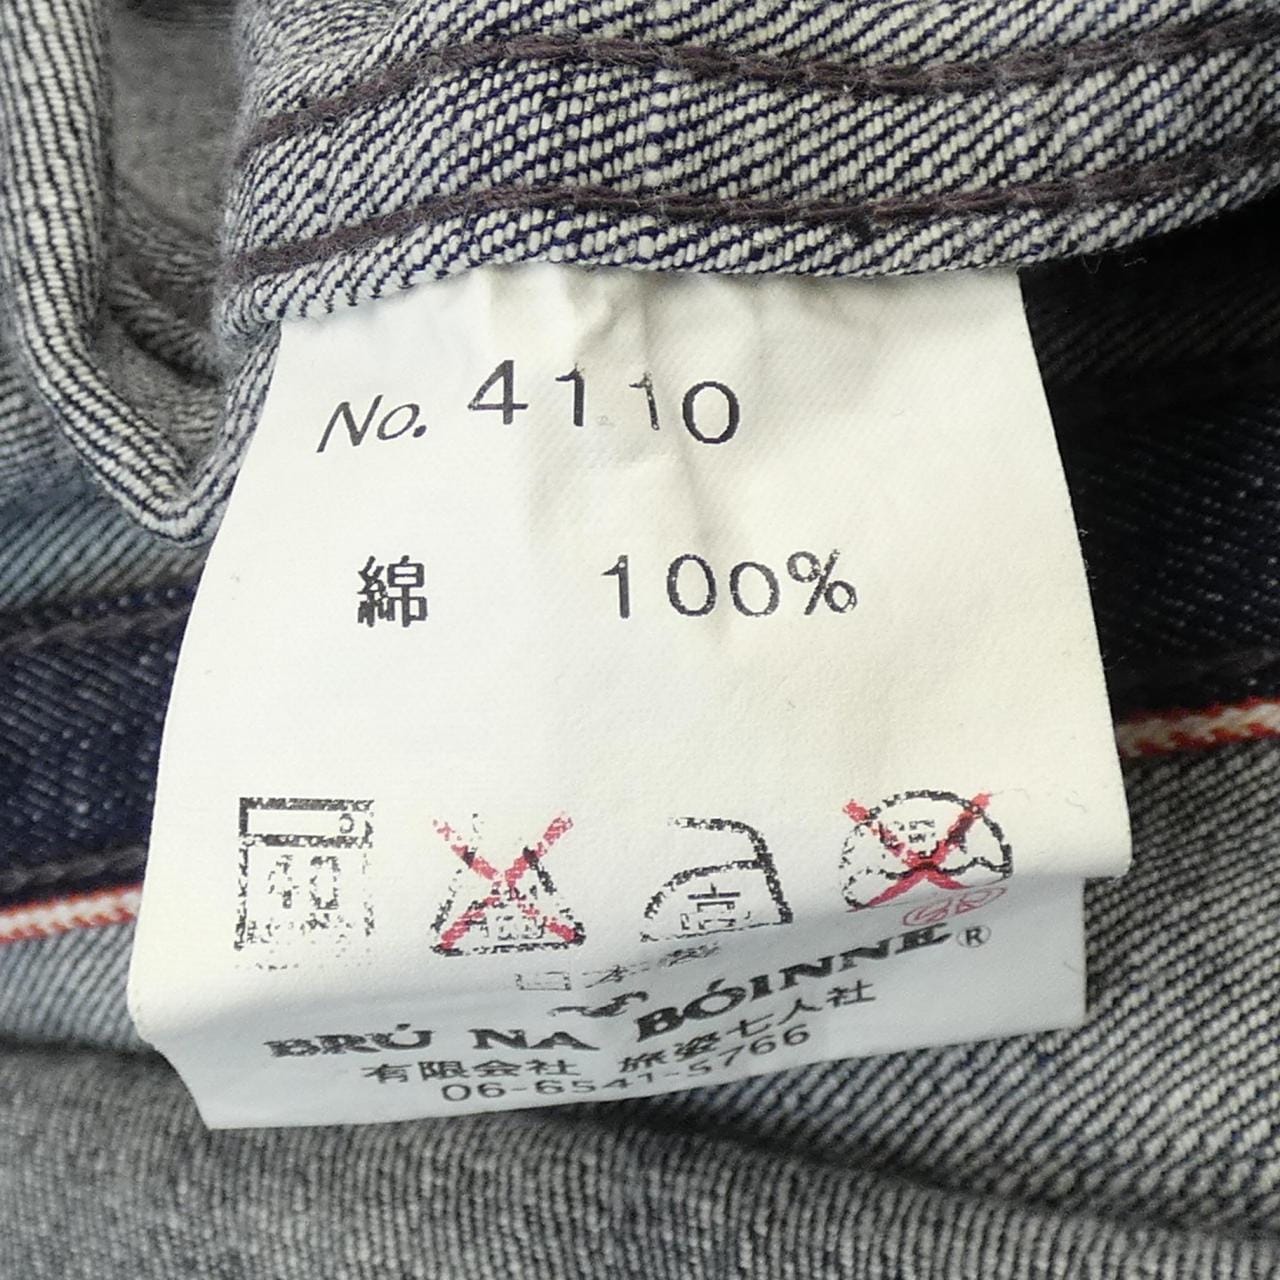 No. 4110
綿 100%
40
日本製
BRÚ NA BÓINNE®
有限会社 旅姿七人社
06-6541-5766